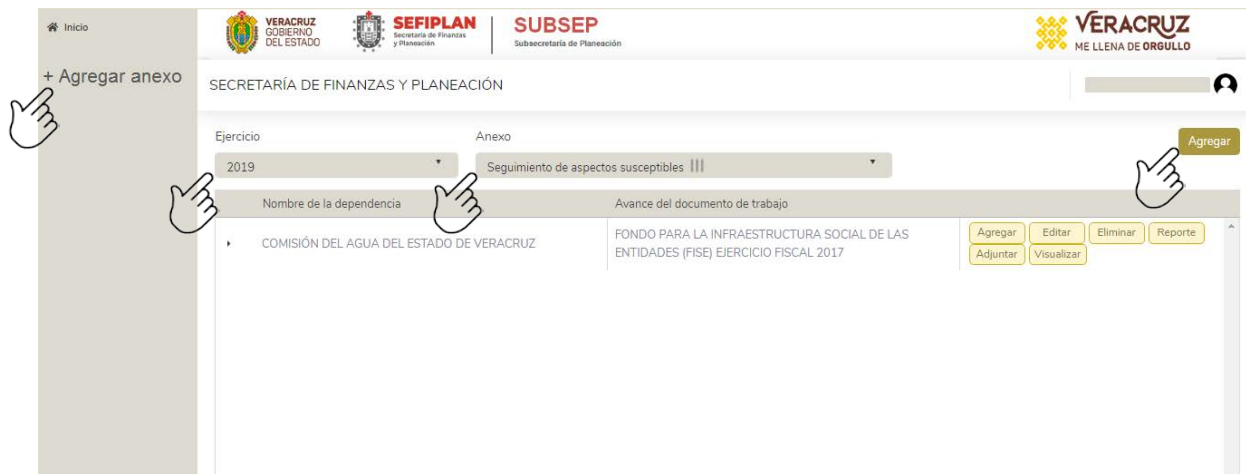 Inicio
+ Agregar anexo
VERACRUZ
GOBIERNO
DEL ESTADO
SEFIPLAN
Secretaría de Finanzas
y Planeación
SUBSEP
Subsecretaría de Planeación
VERACRUZ
ME LLENA DE ORGULLO
SECRETARÍA DE FINANZAS Y PLANEACIÓN
Ejercicio
Anexo
2019
Seguimiento de aspectos susceptibles III
Agregar
Nombre de la dependencia
Avance del documento de trabajo
COMISIÓN DEL AGUA DEL ESTADO DE VERACRUZ
FONDO PARA LA INFRAESTRUCTURA SOCIAL DE LAS
ENTIDADES (FISE) EJERCICIO FISCAL 2017
Agregar Editar Eliminar Reporte
Adjuntar Visualizar